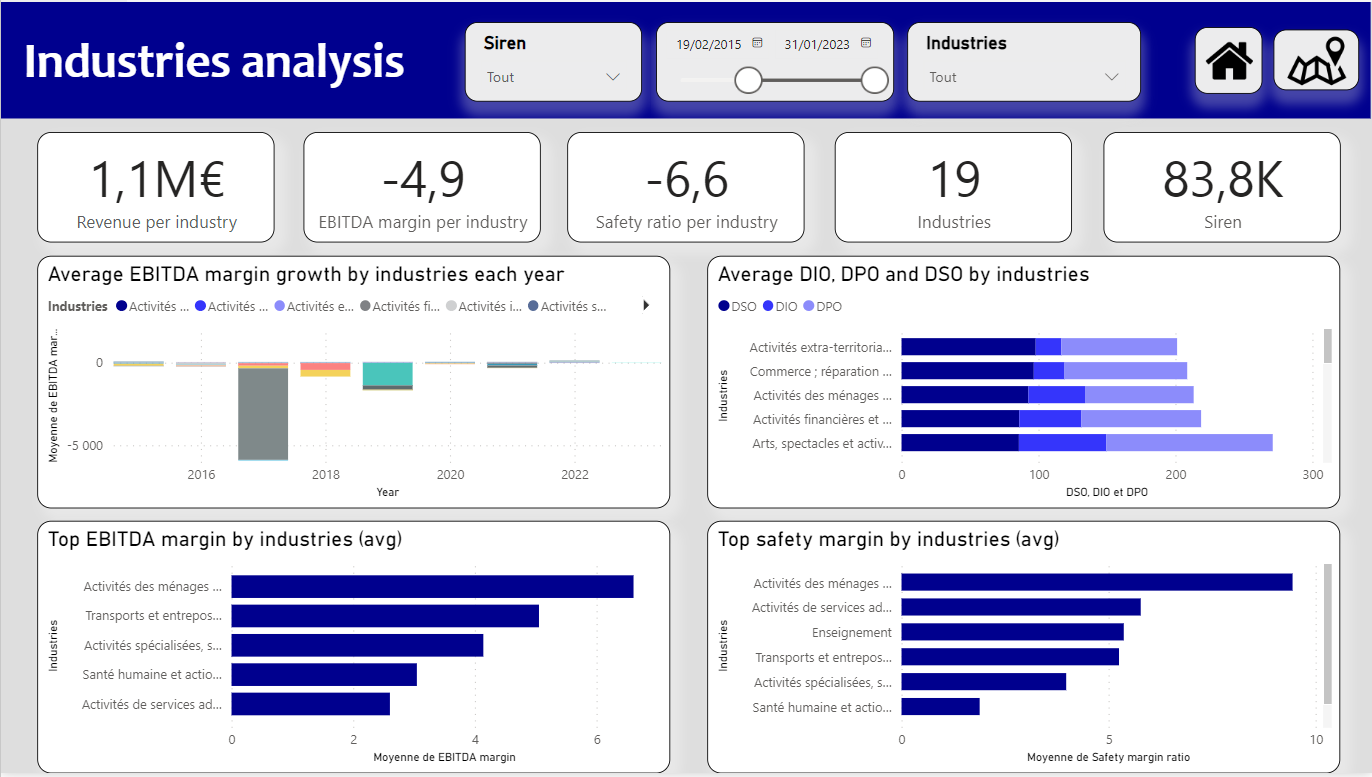 Industries analysis
Siren
Tout
19/02/2015
31/01/2023
Industries
Tout
1,1M€
Revenue per industry
-4,9
EBITDA margin per industry
-6,6
Safety ratio per industry
19
Industries
83,8K
Siren
Average EBITDA margin growth by industries each year
Industries
Activités ...
Activités ...
Activités e...
Activités fi...
Activités i...
Activités s...
Moyenne de EBITDA mar...
0
-5 000
2016
2018
2020
2022
Year
Average DIO, DPO and DSO by industries
DSO
DIO
DPO
Industries
Activités extra-territoria...
Commerce ; réparation ...
Activités des ménages ...
Activités financières et ...
Arts, spectacles et activ...
0
100
200
300
DSO, DIO et DPO
Top EBITDA margin by industries (avg)
Industries
Activités des ménages ...
Transports et entrepos...
Activités spécialisées, s...
Santé humaine et actio...
Activités de services ad...
0
2
4
6
Moyenne de EBITDA margin
Top safety margin by industries (avg)
Industries
Activités des ménages ...
Activités de services ad...
Enseignement
Transports et entrepos...
Activités spécialisées, s...
Santé humaine et actio...
0
5
10
Moyenne de Safety margin ratio